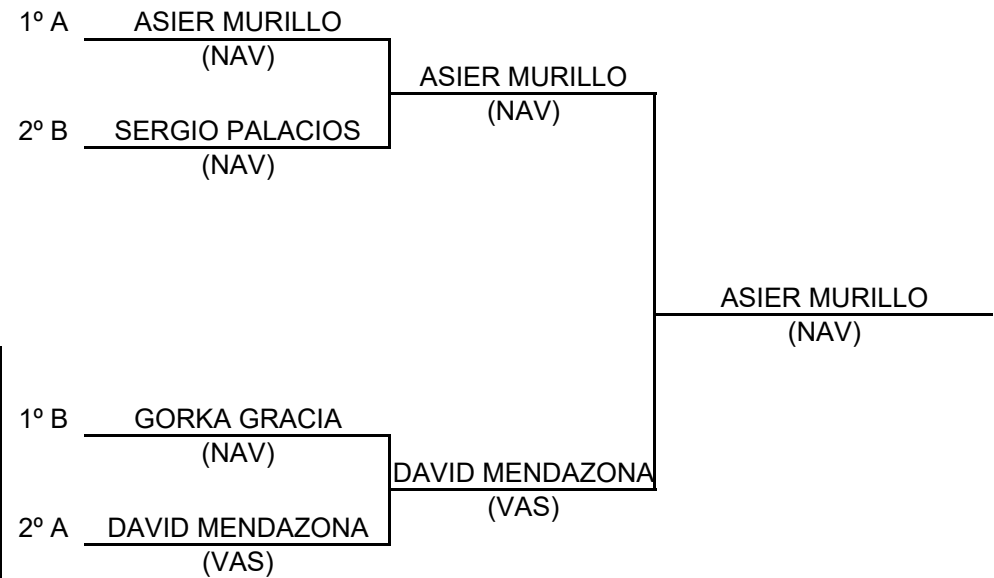 1º A ASIER MURILLO
(NAV)
ASIER MURILLO
(NAV)
2º B SERGIO PALACIOS
(NAV)
ASIER MURILLO
(NAV)
1º B GORKA GRACIA
(NAV)
DAVID MENDAZONA
(VAS)
2º A DAVID MENDAZONA
(VAS)